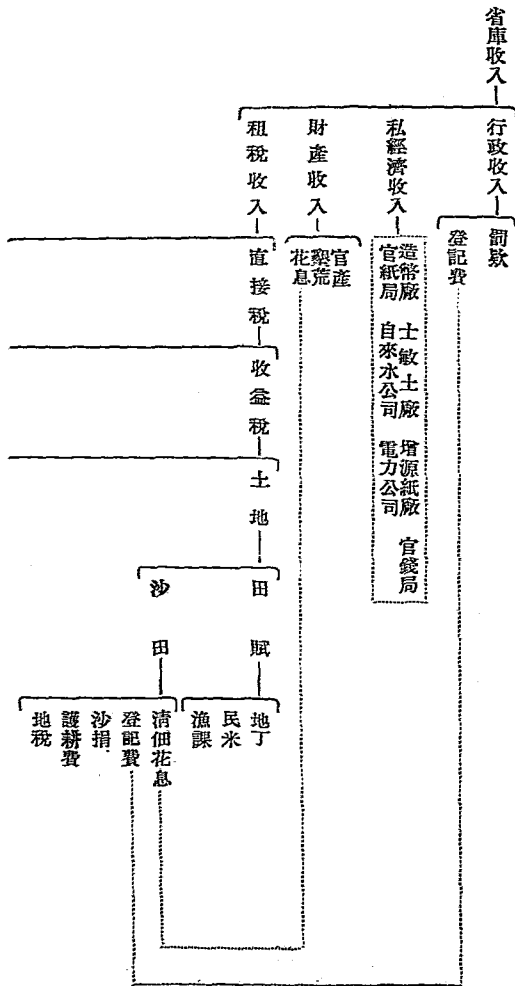 省庫收入
行政收入
罰欵
登記費
私經濟收入
造幣廠　士敏土廠　增源紙廠　官錢局
官紙局　自來水公司　電力公司
財產收入
官產
墾荒
花息
租稅收入
直接稅
收益稅
土地
田賦
地丁
民米
漁課
沙田
清佃花息
登記費
沙捐
護耕費
地稅